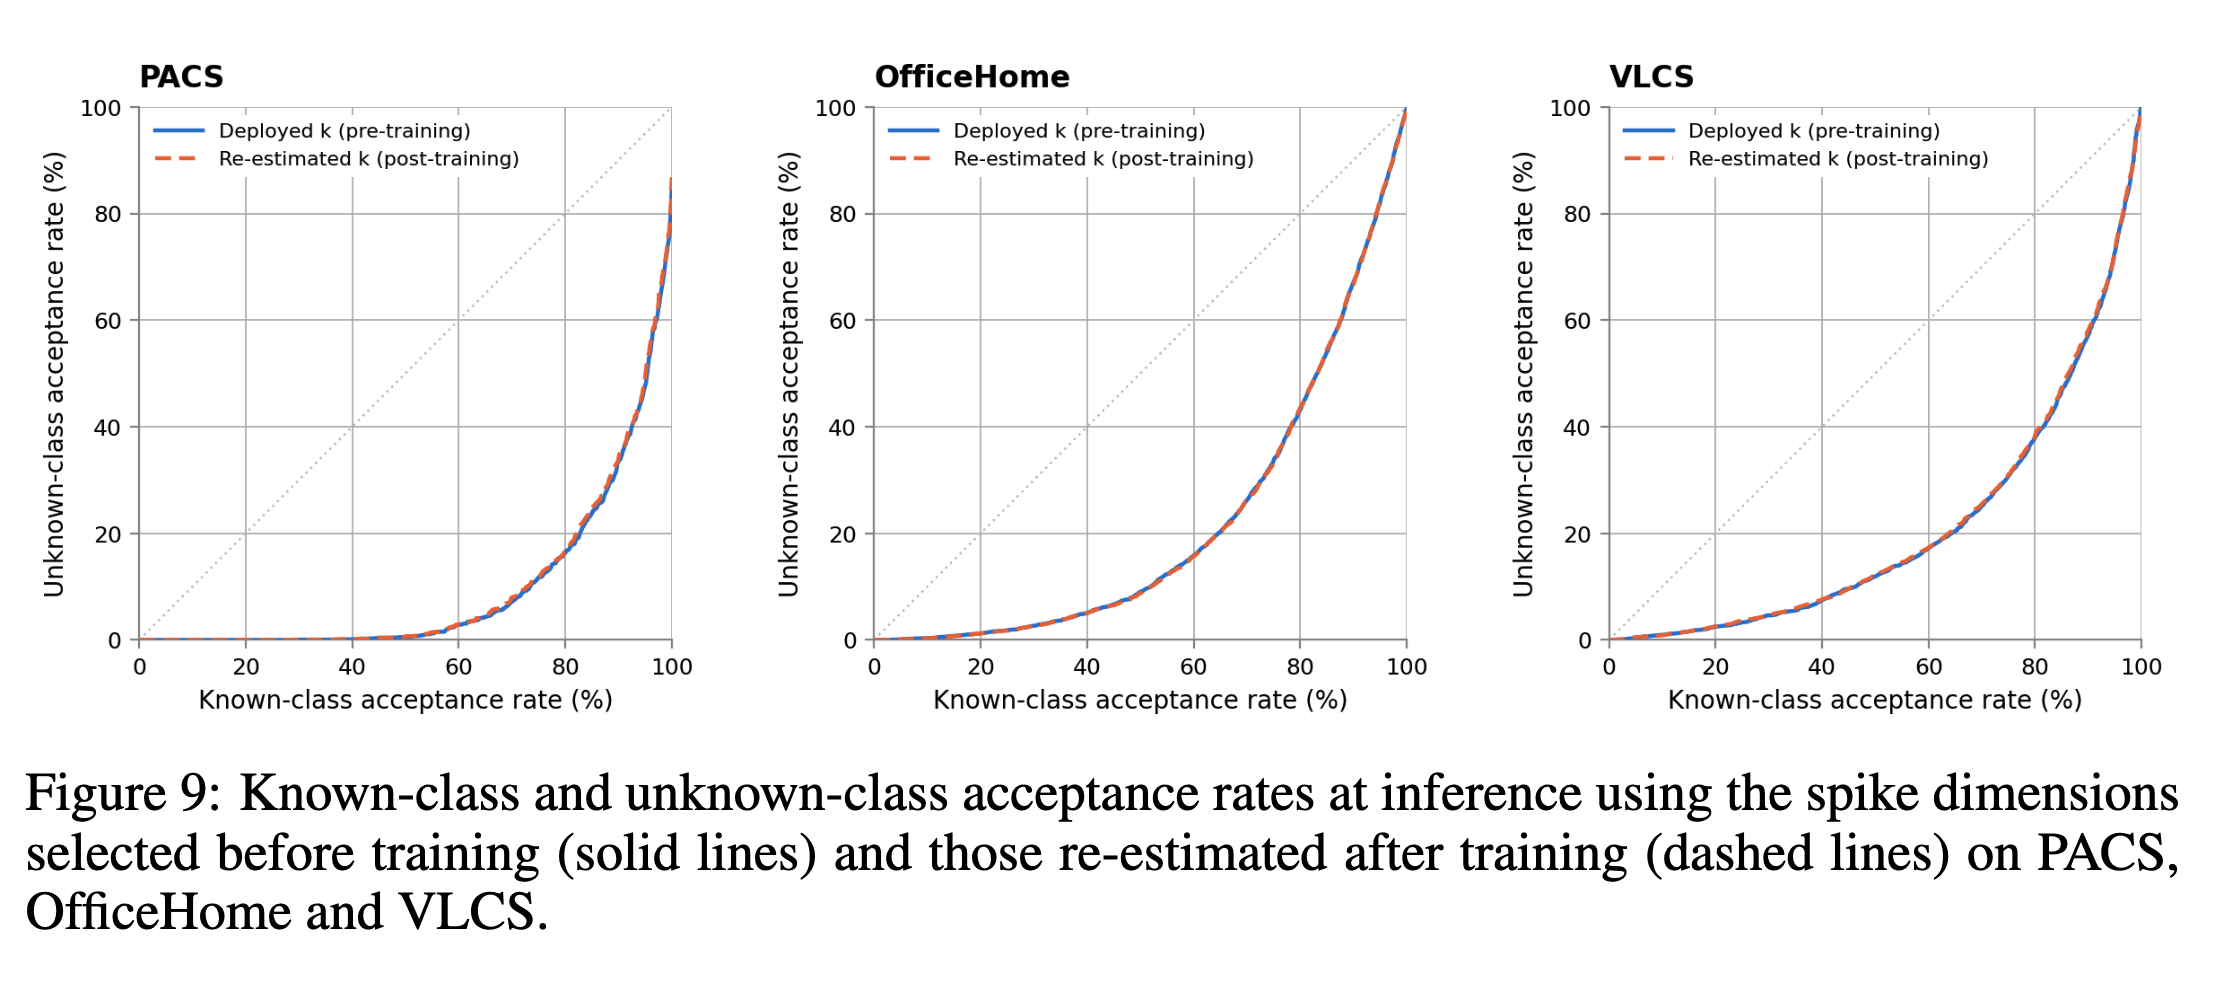 PACS
100
80
60
40
20
0
Unknown-class acceptance rate (%)
Deployed k (pre-training)
Re-estimated k (post-training)
0 20 40 60 80 100
Known-class acceptance rate (%)
OfficeHome
100
80
60
40
20
0
Unknown-class acceptance rate (%)
Deployed k (pre-training)
Re-estimated k (post-training)
0 20 40 60 80 100
Known-class acceptance rate (%)
VLCS
100
80
60
40
20
0
Unknown-class acceptance rate (%)
Deployed k (pre-training)
Re-estimated k (post-training)
0 20 40 60 80 100
Known-class acceptance rate (%)
Figure 9: Known-class and unknown-class acceptance rates at inference using the spike dimensions
selected before training (solid lines) and those re-estimated after training (dashed lines) on PACS,
OfficeHome and VLCS.